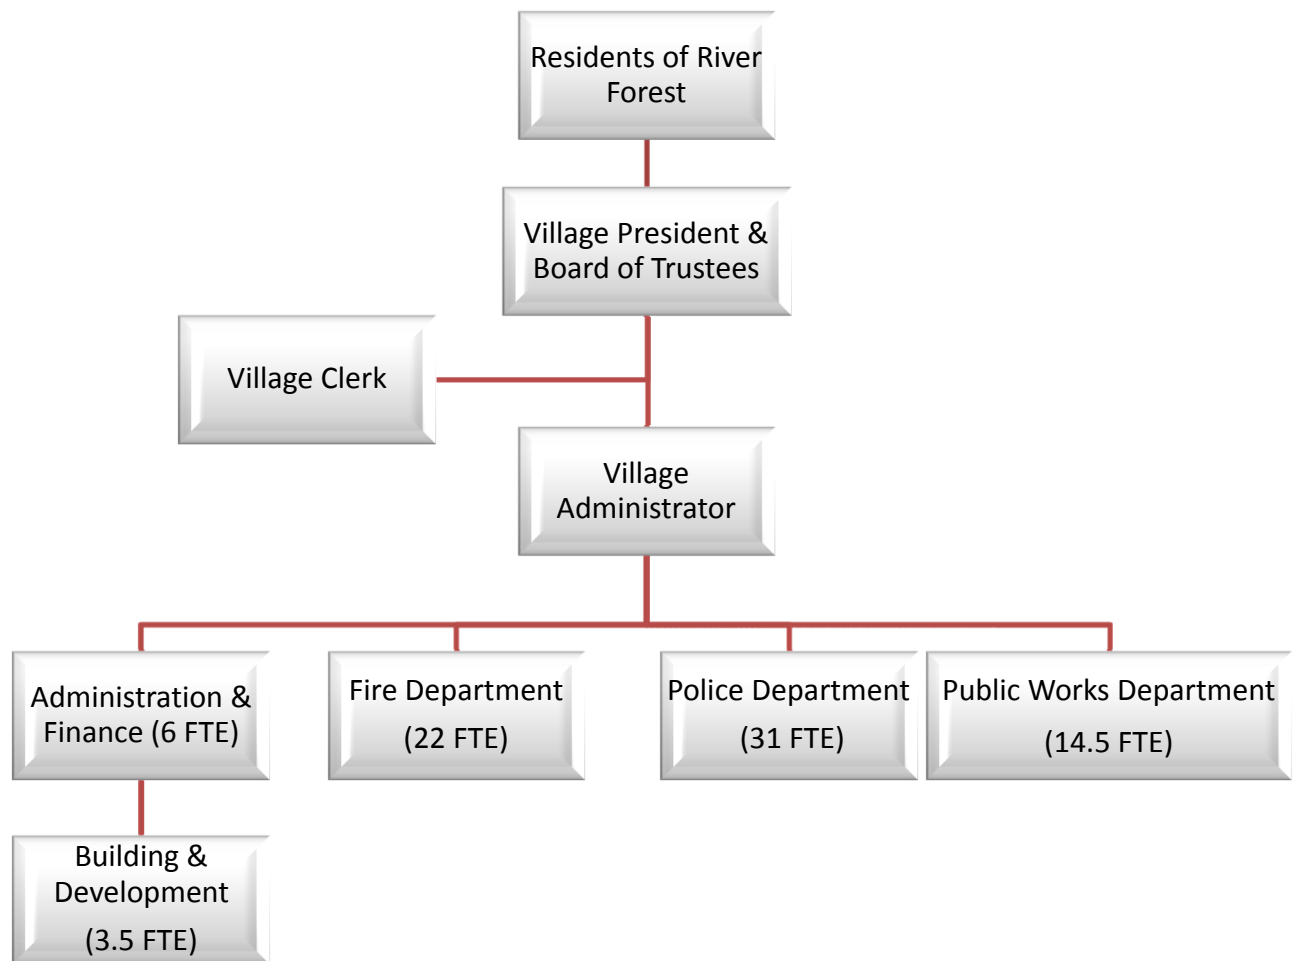 Residents of River
Forest
Village President &
Board of Trustees
Village Clerk
Village
Administrator
Administration &
Finance (6 FTE)
Fire Department
(22 FTE)
Police Department
(31 FTE)
Public Works Department
(14.5 FTE)
Building &
Development
(3.5 FTE)